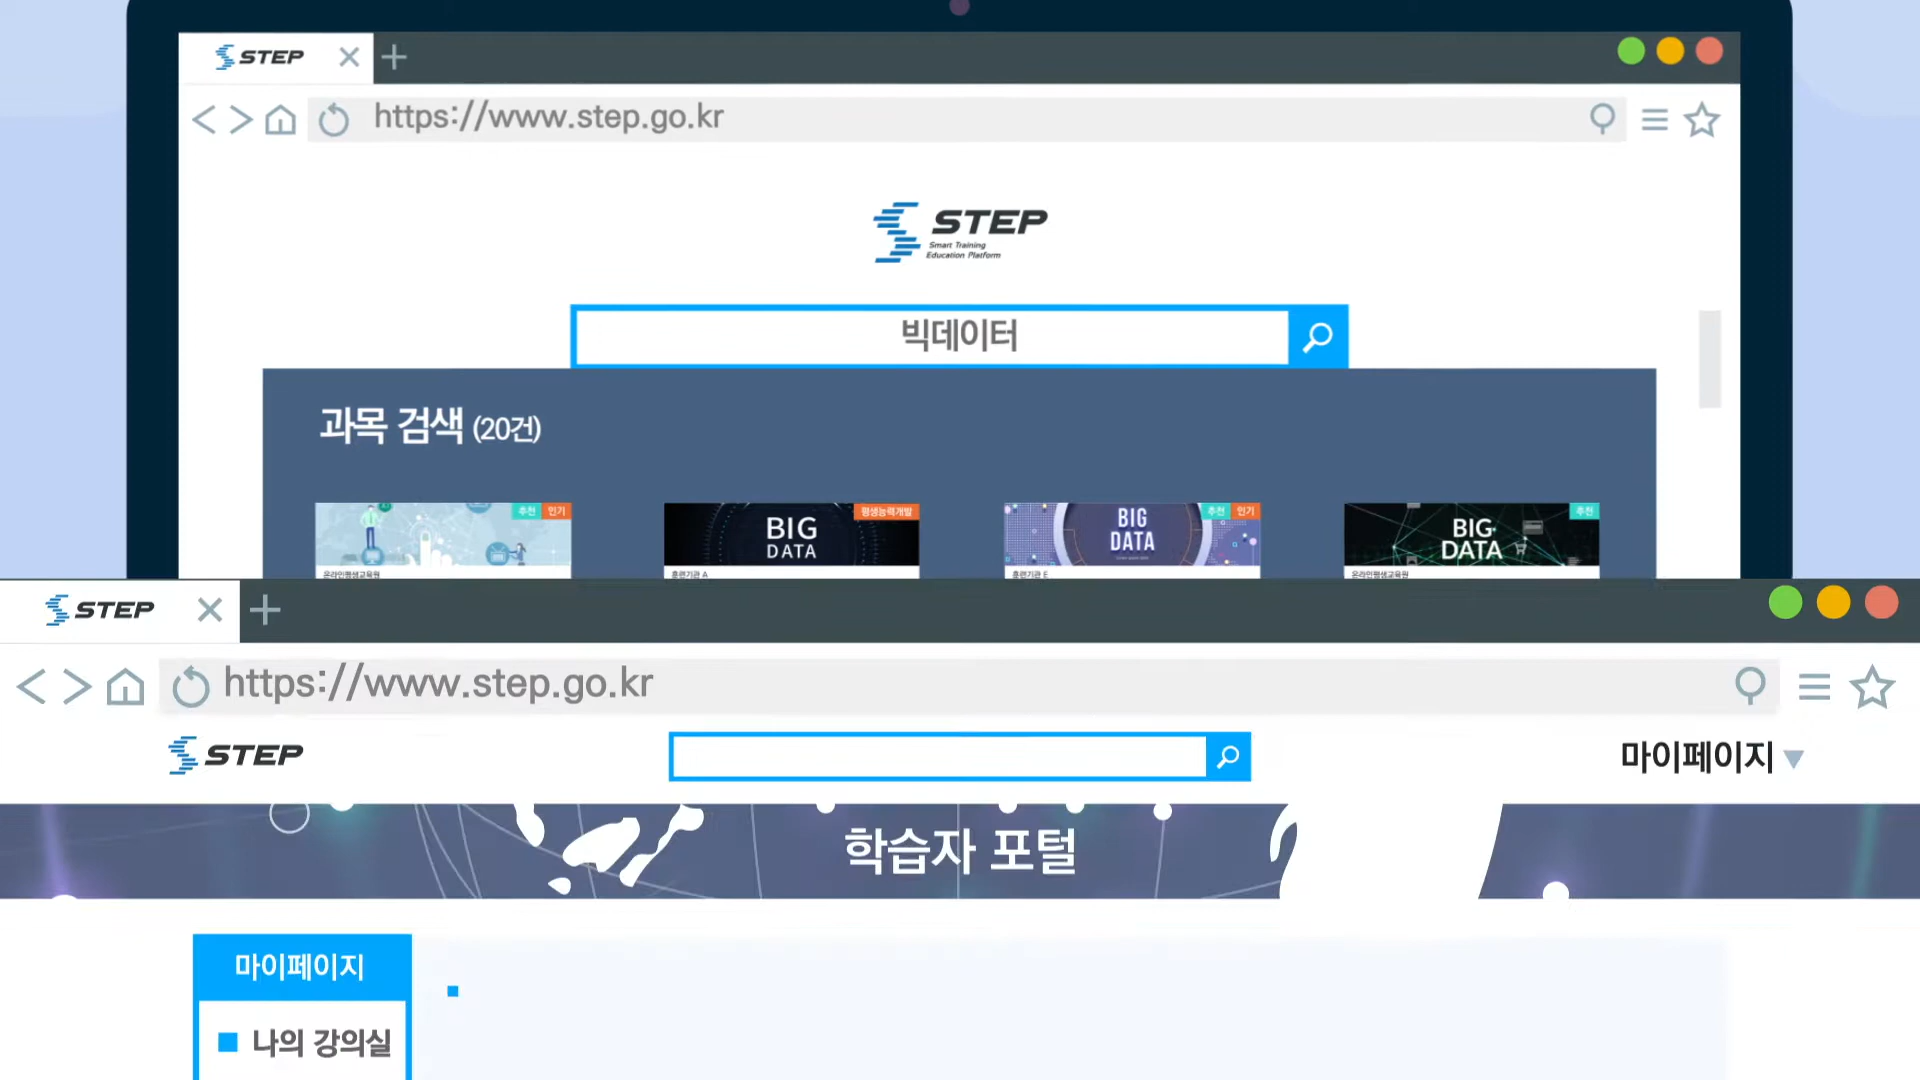 STEP
https://www.step.go.kr
STEP
Smart Training
Education Platform
빅데이터
과목 검색 (20건)
추천 인기
BIG
DATA
평생능력개발
BIG
DATA
추천 인기
BIG
DATA
추천
온라인평생교육원
훈련기관 A
훈련기관 E
온라인평생교육원
STEP
https://www.step.go.kr
STEP
마이페이지
학습자 포털
마이페이지
나의 강의실